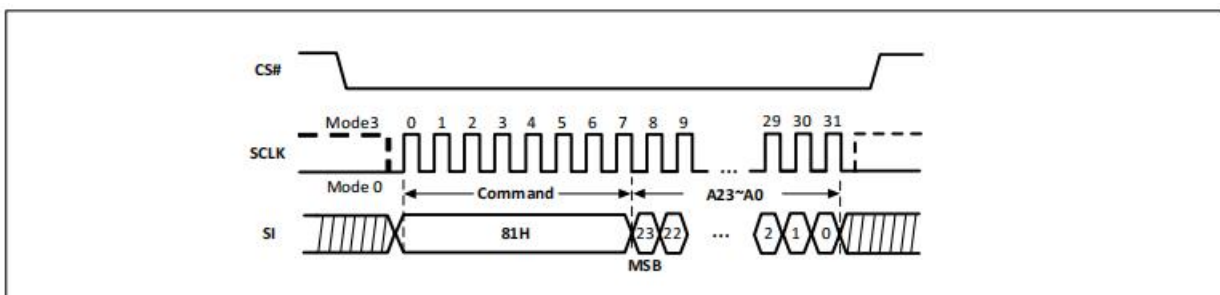 CS#
Mode3 0 1 2 3 4 5 6 7 8 9 29 30 31
SCLK ...
Mode 0
Command A23~A0
SI 81H 23 22 ... 2 1 0
MSB